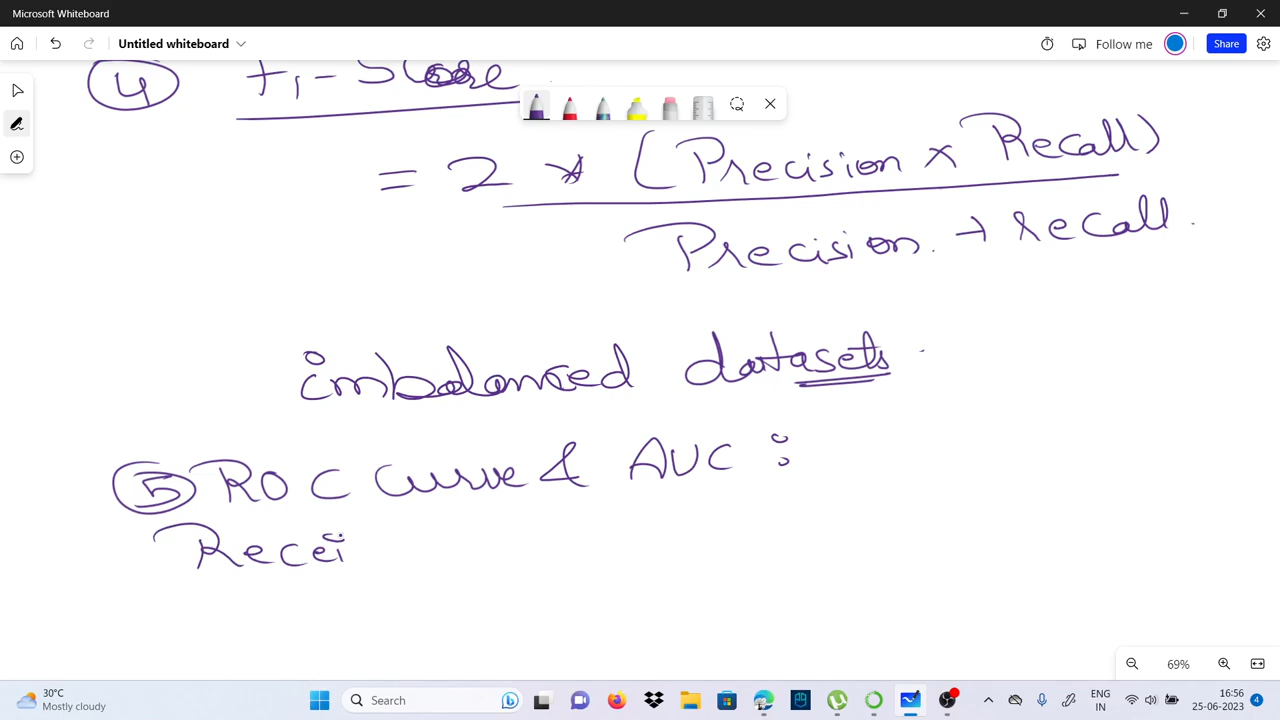 Microsoft Whiteboard
Untitled whiteboard
Follow me
Share
4 F1-Score
= 2 * (Precision × Recall)
Precision + recall.
imbalanced datasets.
5 ROC Curve & AUC :
Recei
69%
30°C
Mostly cloudy
Search
ENG
IN
16:56
25-06-2023
4